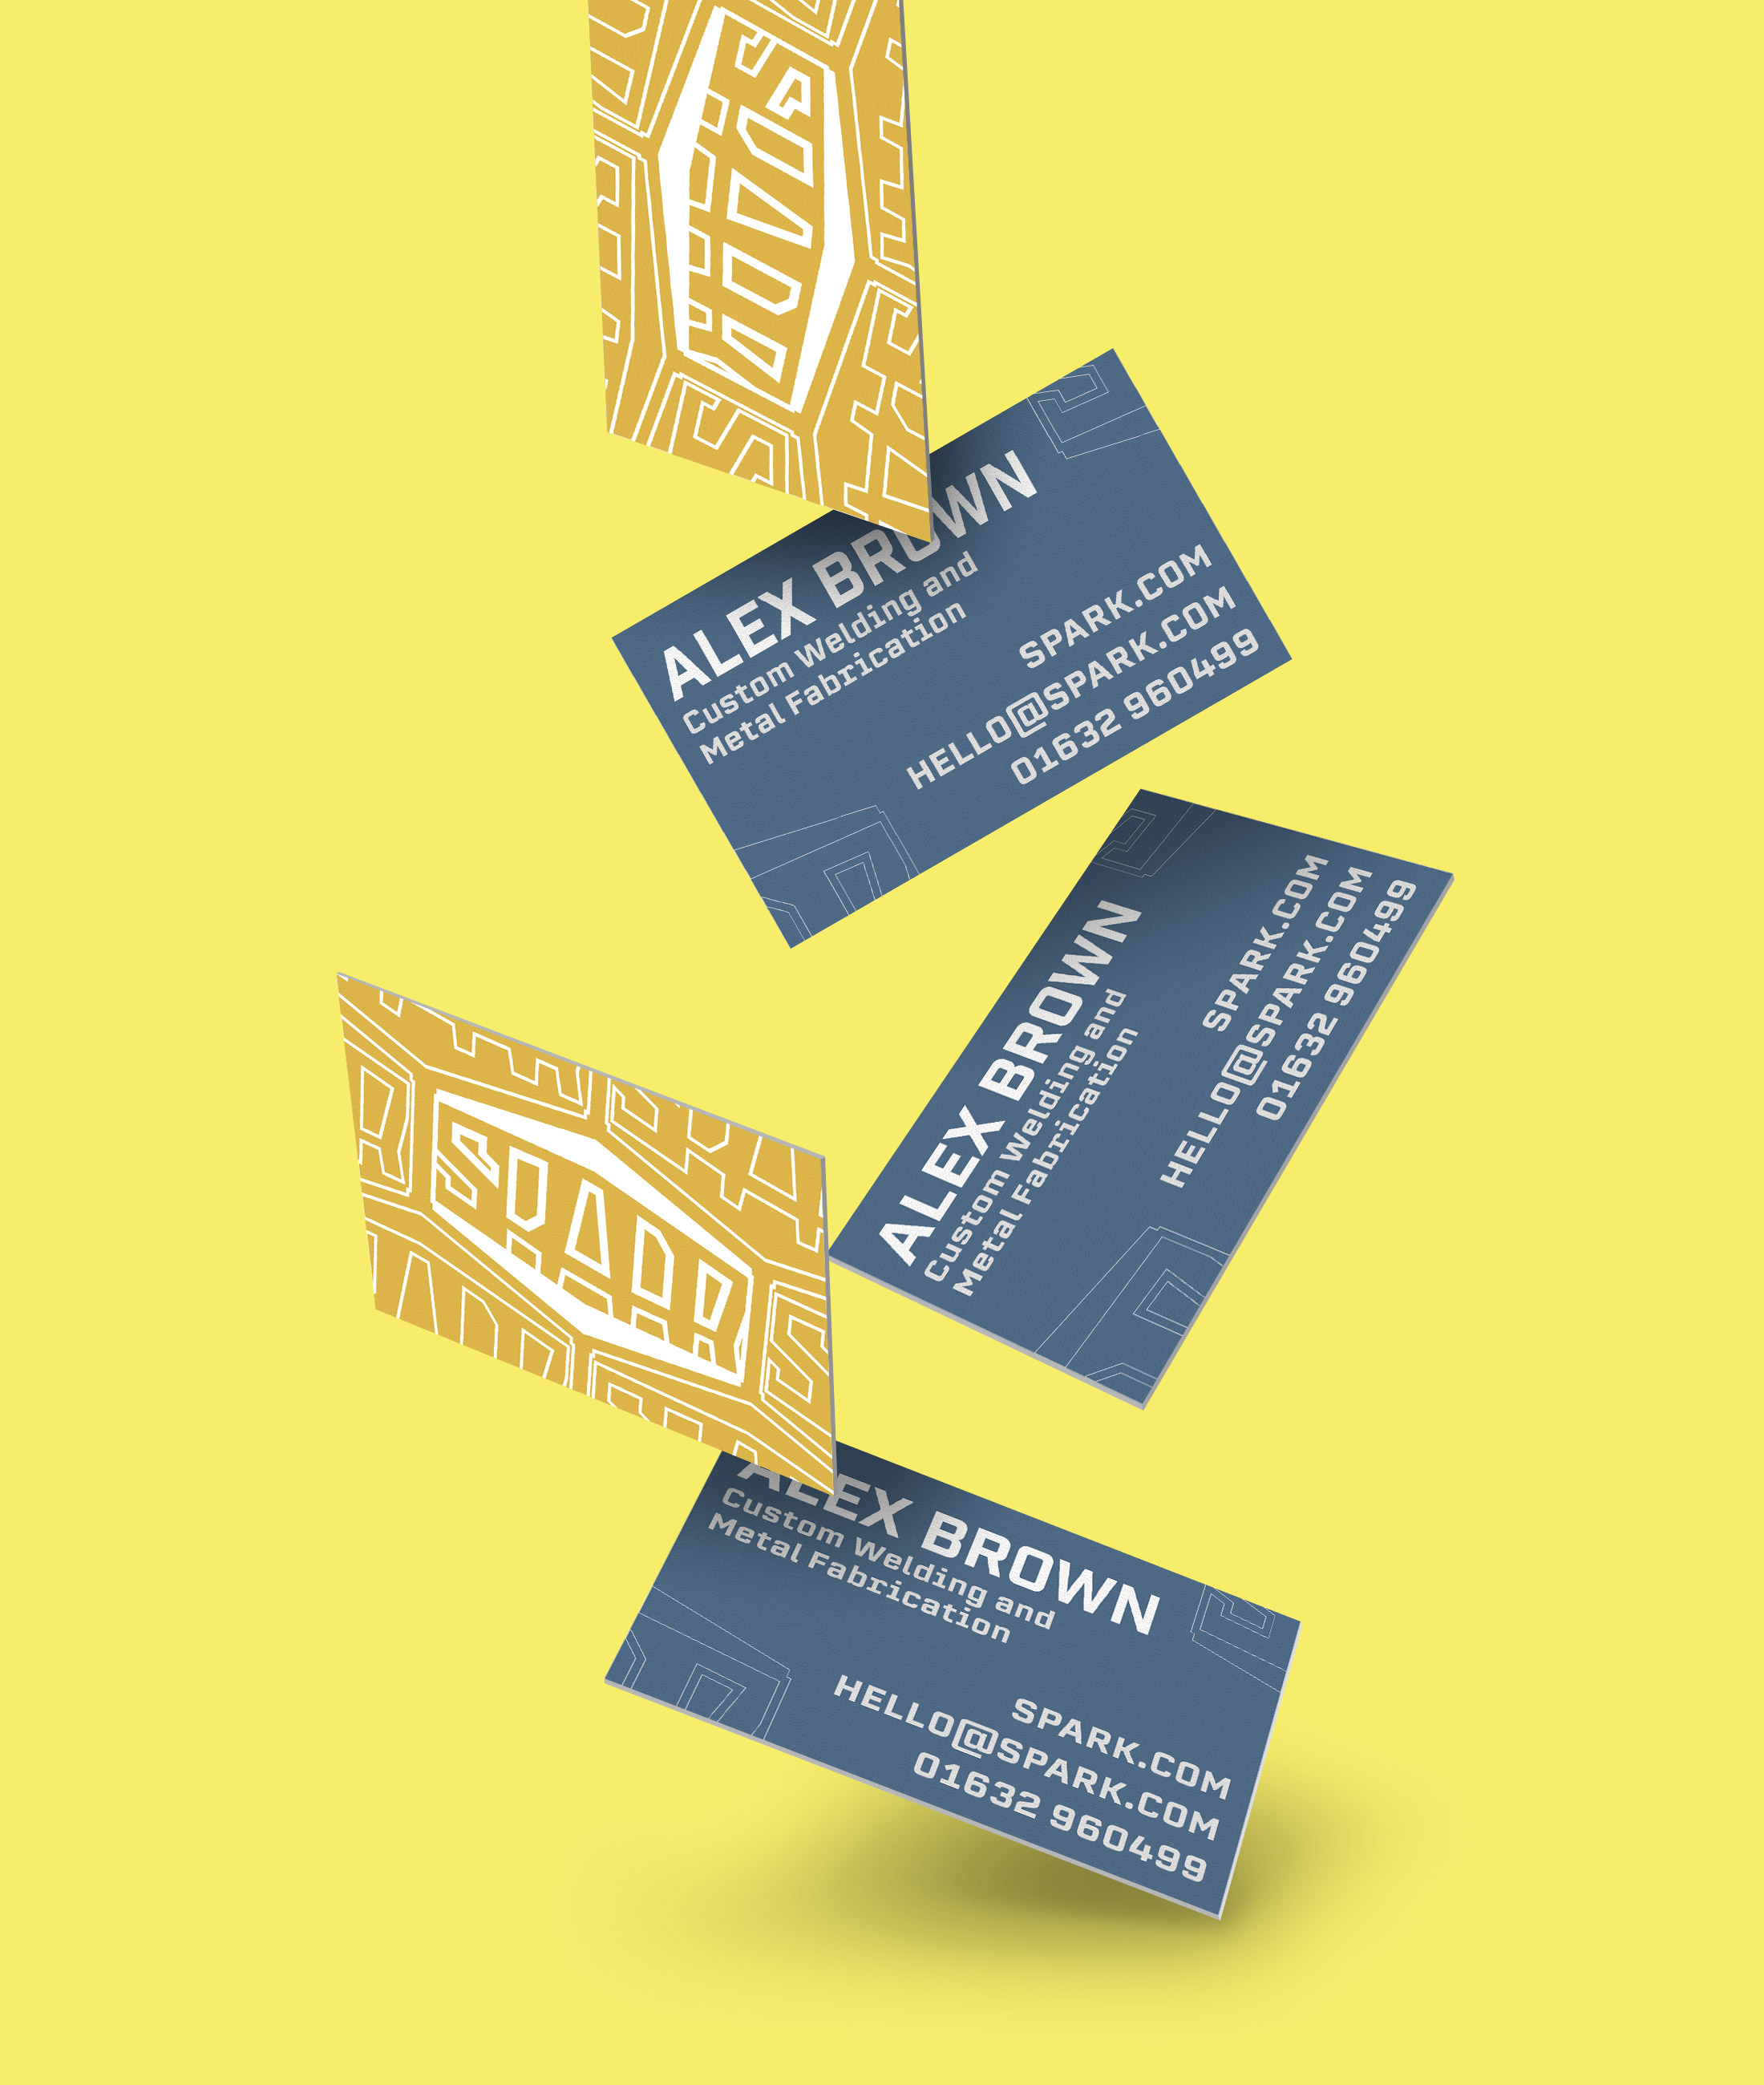 ALEX BROWN
Custom Welding and
Metal Fabrication
SPARK.COM
HELLO@SPARK.COM
01632 960499
ALEX BROWN
Custom Welding and
Metal Fabrication
SPARK.COM
HELLO@SPARK.COM
01632 960499
ALEX BROWN
Custom Welding and
Metal Fabrication
SPARK.COM
HELLO@SPARK.COM
01632 960499